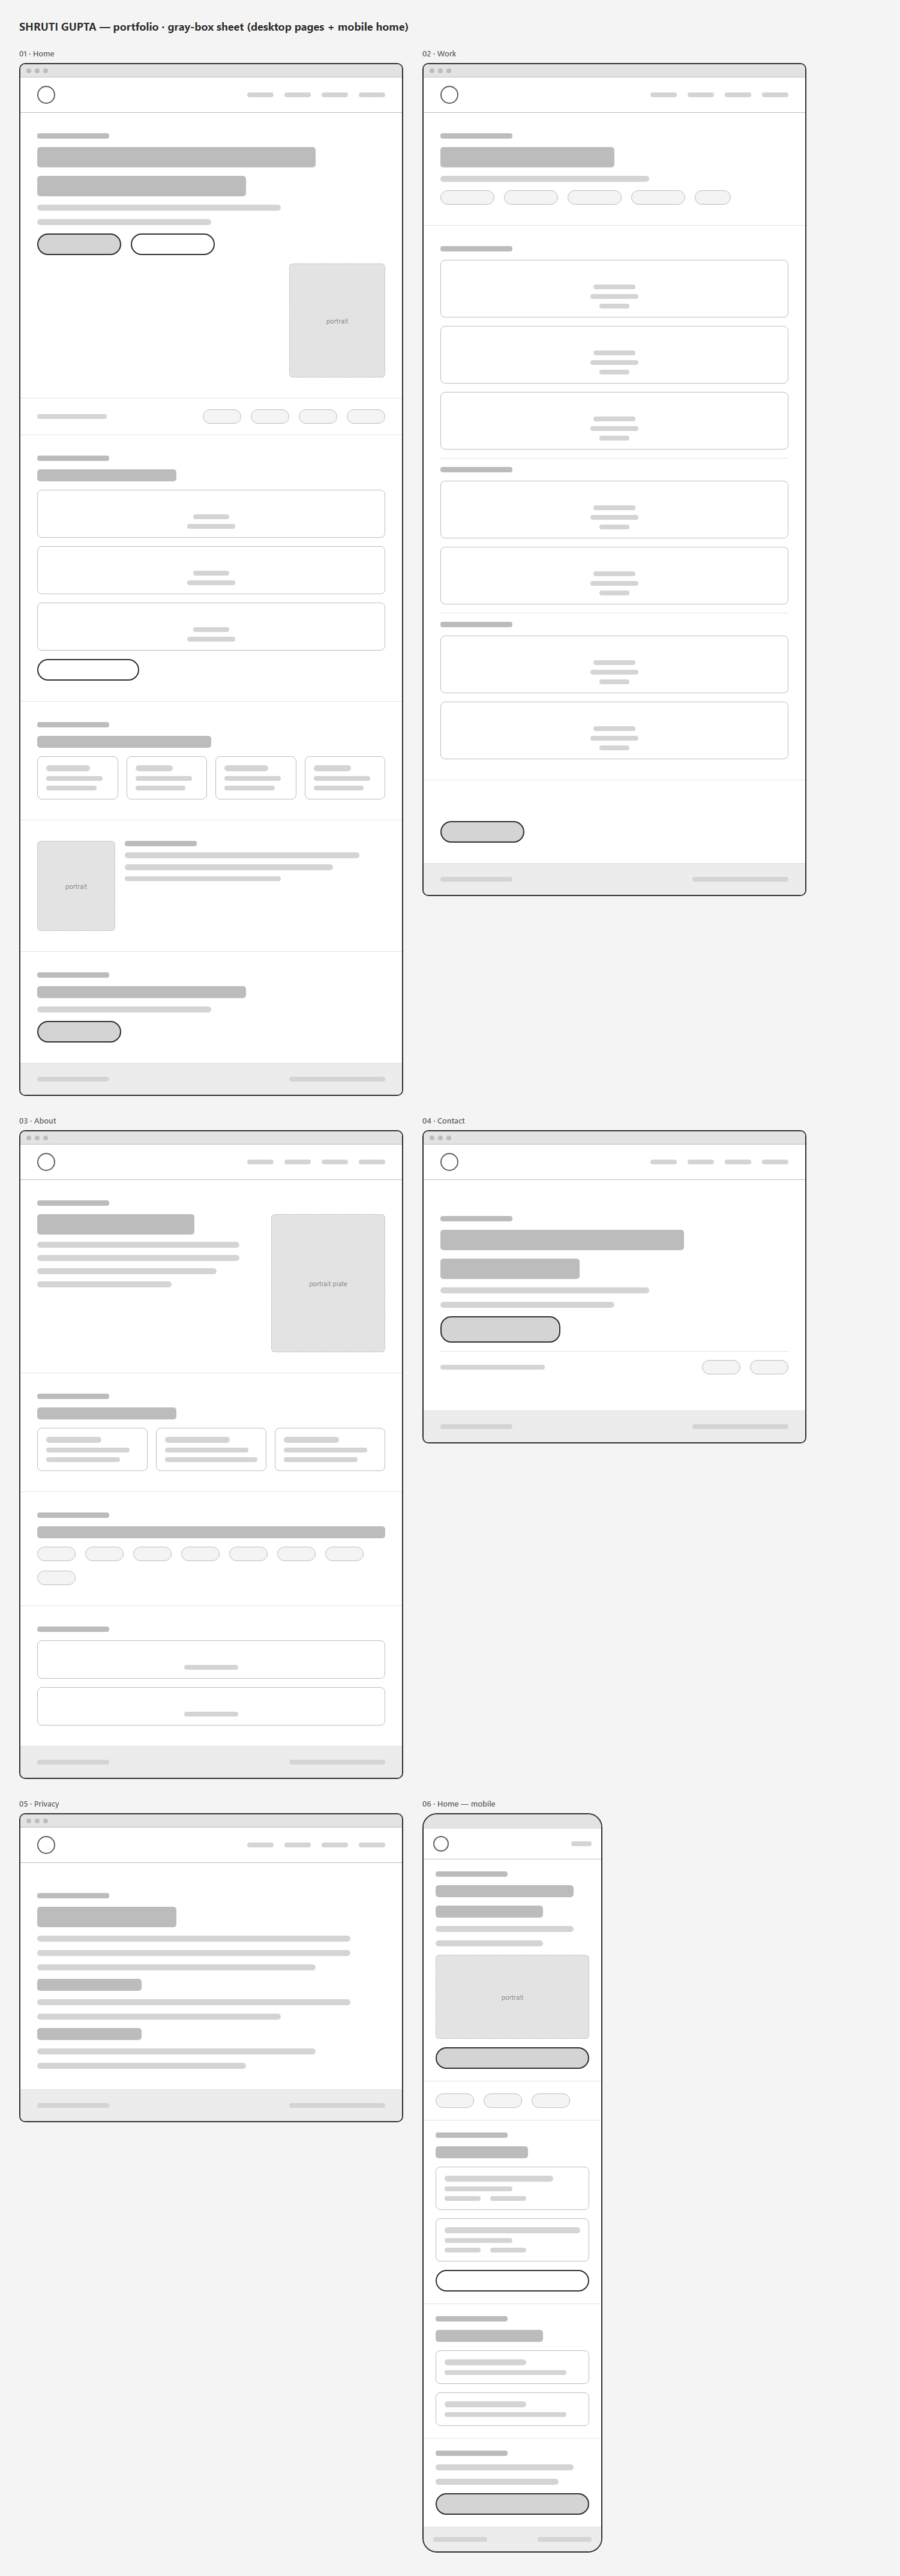 SHRUTI GUPTA — portfolio · gray-box sheet (desktop pages + mobile home)
01 · Home
02 · Work
portrait
portrait
03 · About
04 · Contact
portrait plate
05 · Privacy
06 · Home — mobile
portrait